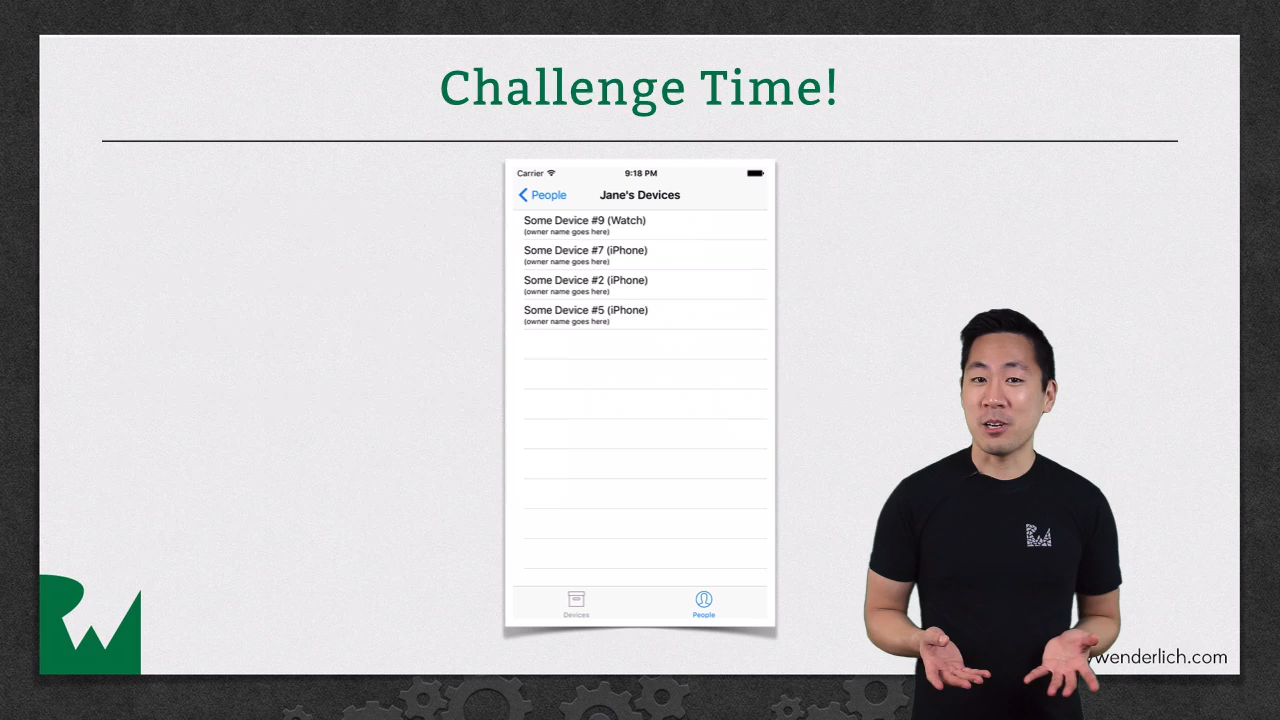 Challenge Time!
Carrier 9:18 PM
People Jane's Devices
Some Device #9 (Watch)
(owner name goes here)
Some Device #7 (iPhone)
(owner name goes here)
Some Device #2 (iPhone)
(owner name goes here)
Some Device #5 (iPhone)
(owner name goes here)
Devices People
wenderlich.com